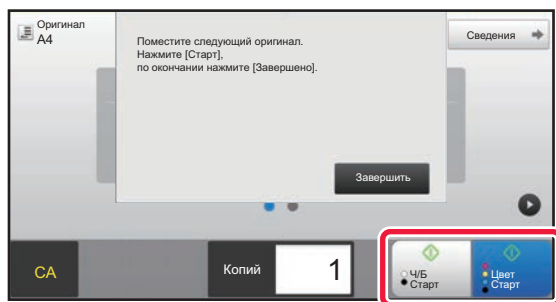 Оригинал
A4
Поместите следующий оригинал.
Нажмите [Старт],
по окончании нажмите [Завершено].
Сведения
Завершить
CA
Копий
1
Ч/Б
Старт
Цвет
Старт